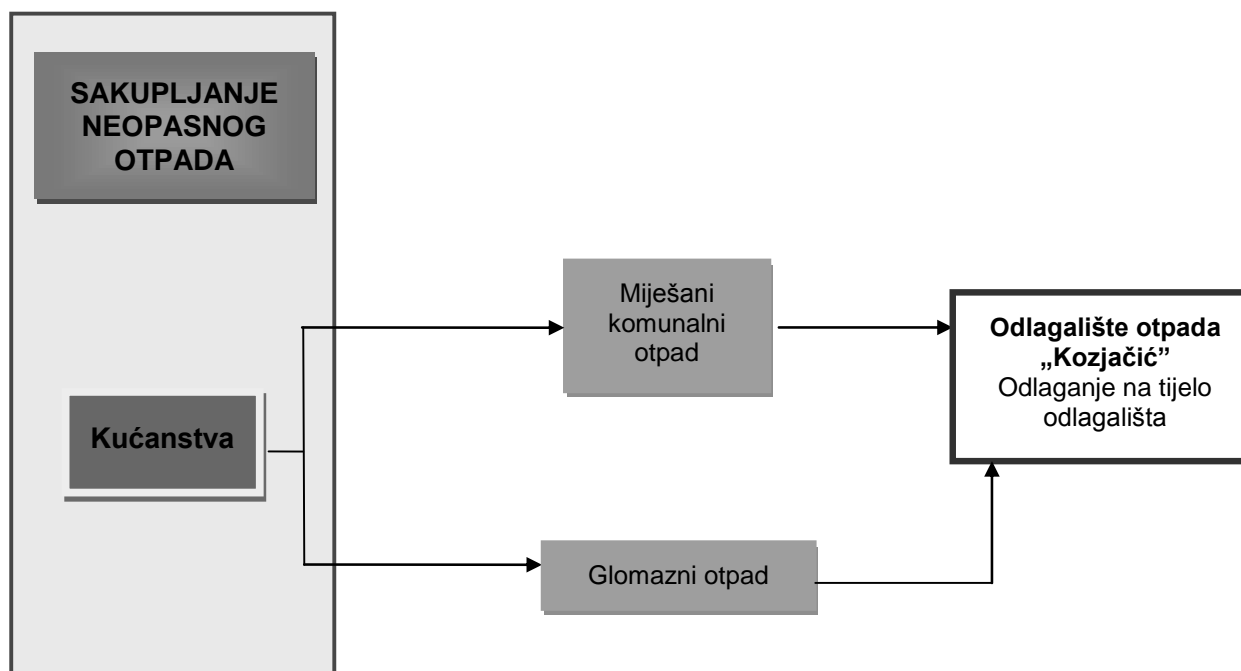 SAKUPLJANJE
NEOPASNOG
OTPADA
Miješani
komunalni
otpad
Odlagalište otpada
„Kozjačić”
Odlaganje na tijelo
odlagališta
Kućanstva
Glomazni otpad